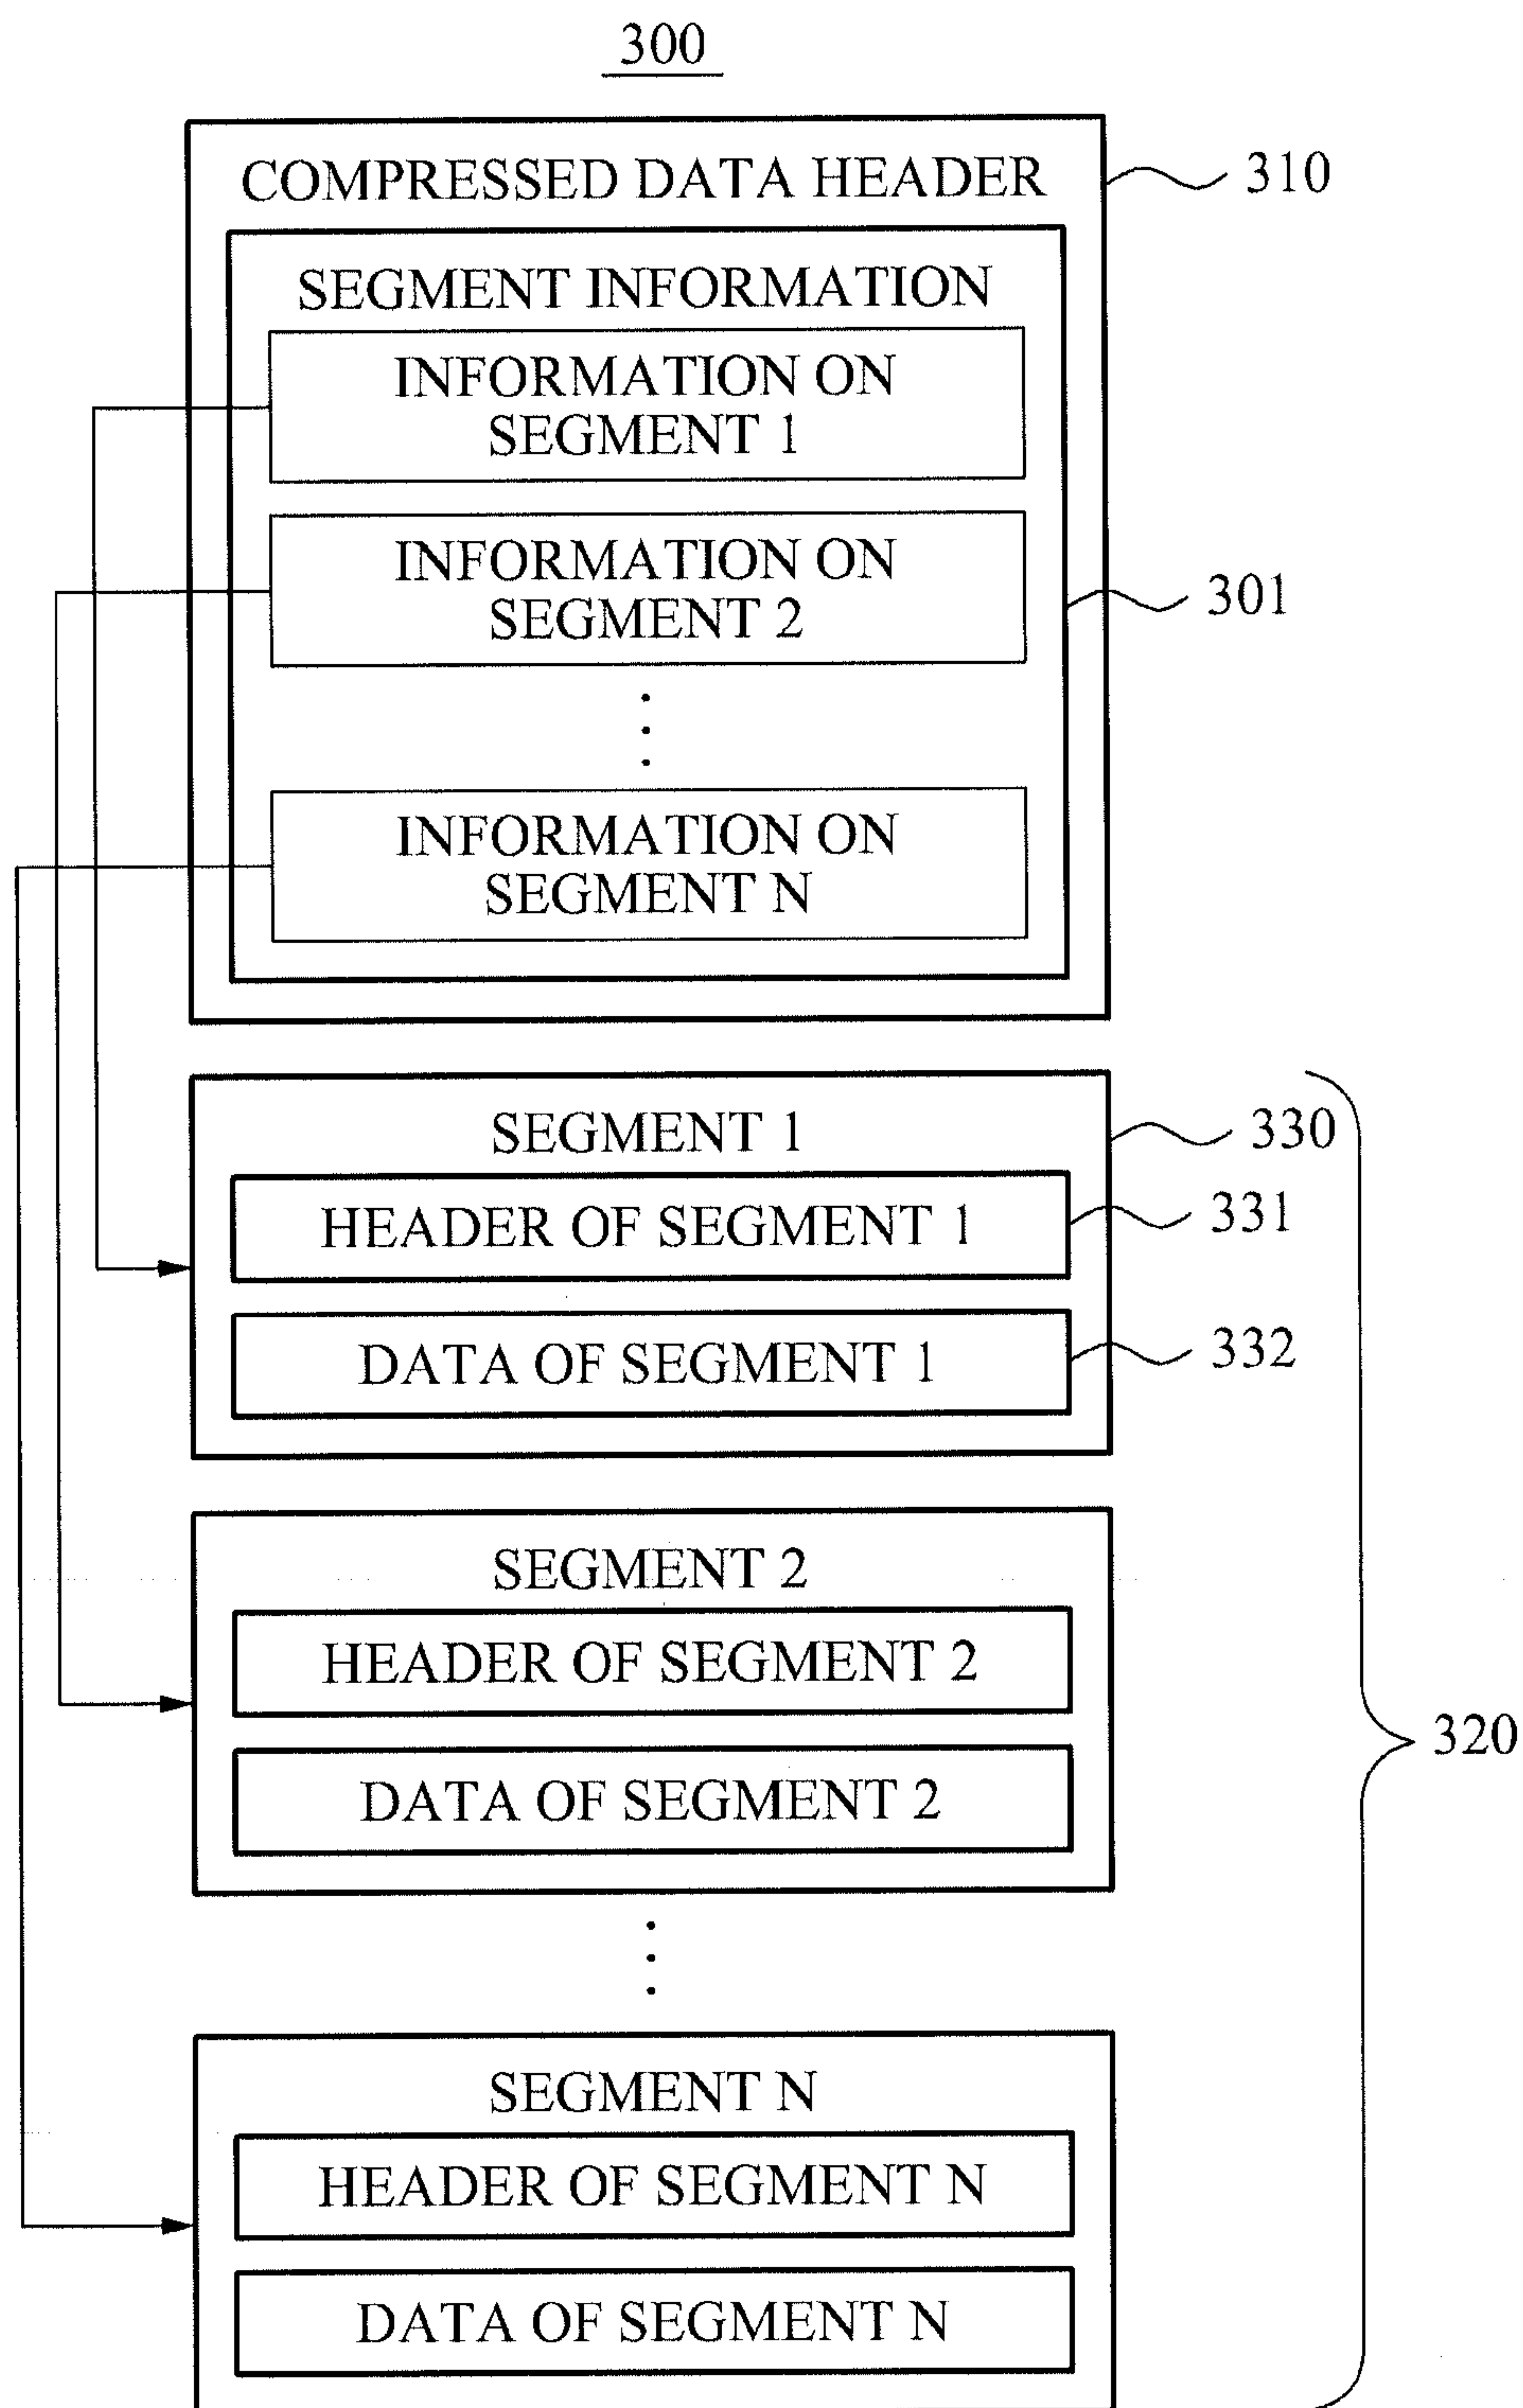 300
COMPRESSED DATA HEADER
310
SEGMENT INFORMATION
INFORMATION ON
SEGMENT 1
INFORMATION ON
SEGMENT 2
301
INFORMATION ON
SEGMENT N
SEGMENT 1
330
HEADER OF SEGMENT 1
331
DATA OF SEGMENT 1
332
SEGMENT 2
HEADER OF SEGMENT 2
320
DATA OF SEGMENT 2
SEGMENT N
HEADER OF SEGMENT N
DATA OF SEGMENT N